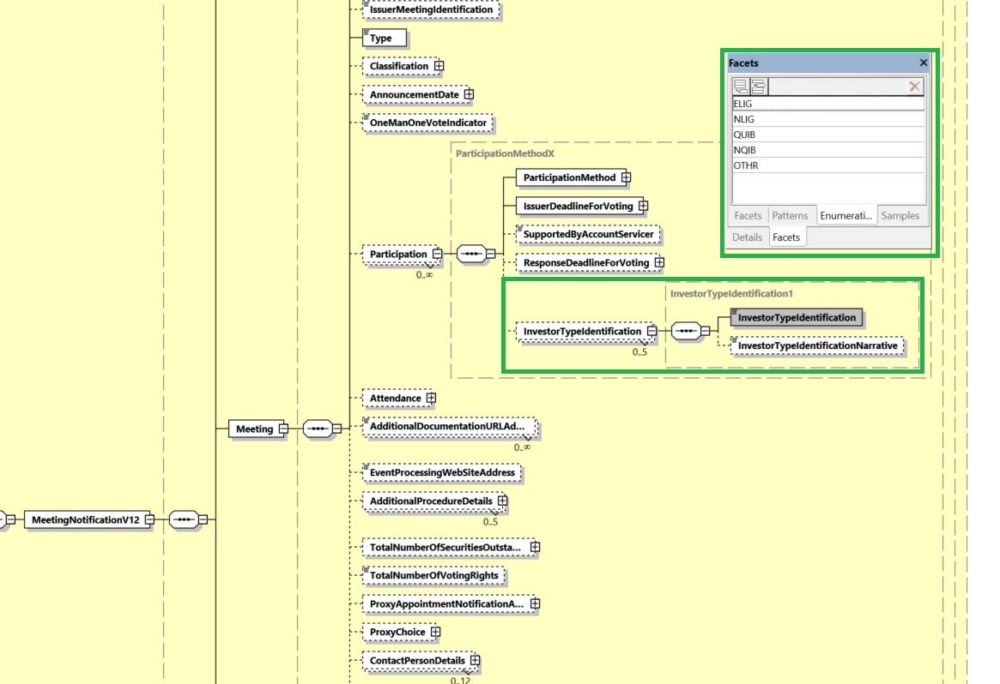 IssuerMeetingIdentification
Type
Classification
AnnouncementDate
OneManOneVoteIndicator
ParticipationMethodX
ParticipationMethod
IssuerDeadlineForVoting
SupportedByAccountServicer
Participation
0..∞
ResponseDeadlineForVoting
InvestorTypeIdentification1
InvestorTypeIdentification
InvestorTypeIdentification
0..5
InvestorTypeIdentificationNarrative
Facets
ELIG
NLIG
QUIB
NQIB
OTHR
Facets Patterns Enumerati... Samples
Details Facets
Attendance
Meeting
AdditionalDocumentationURLAd...
0..∞
EventProcessingWebSiteAddress
AdditionalProcedureDetails
0..5
MeetingNotificationV12
TotalNumberOfSecuritiesOutsta...
TotalNumberOfVotingRights
ProxyAppointmentNotificationA...
ProxyChoice
ContactPersonDetails
0..12